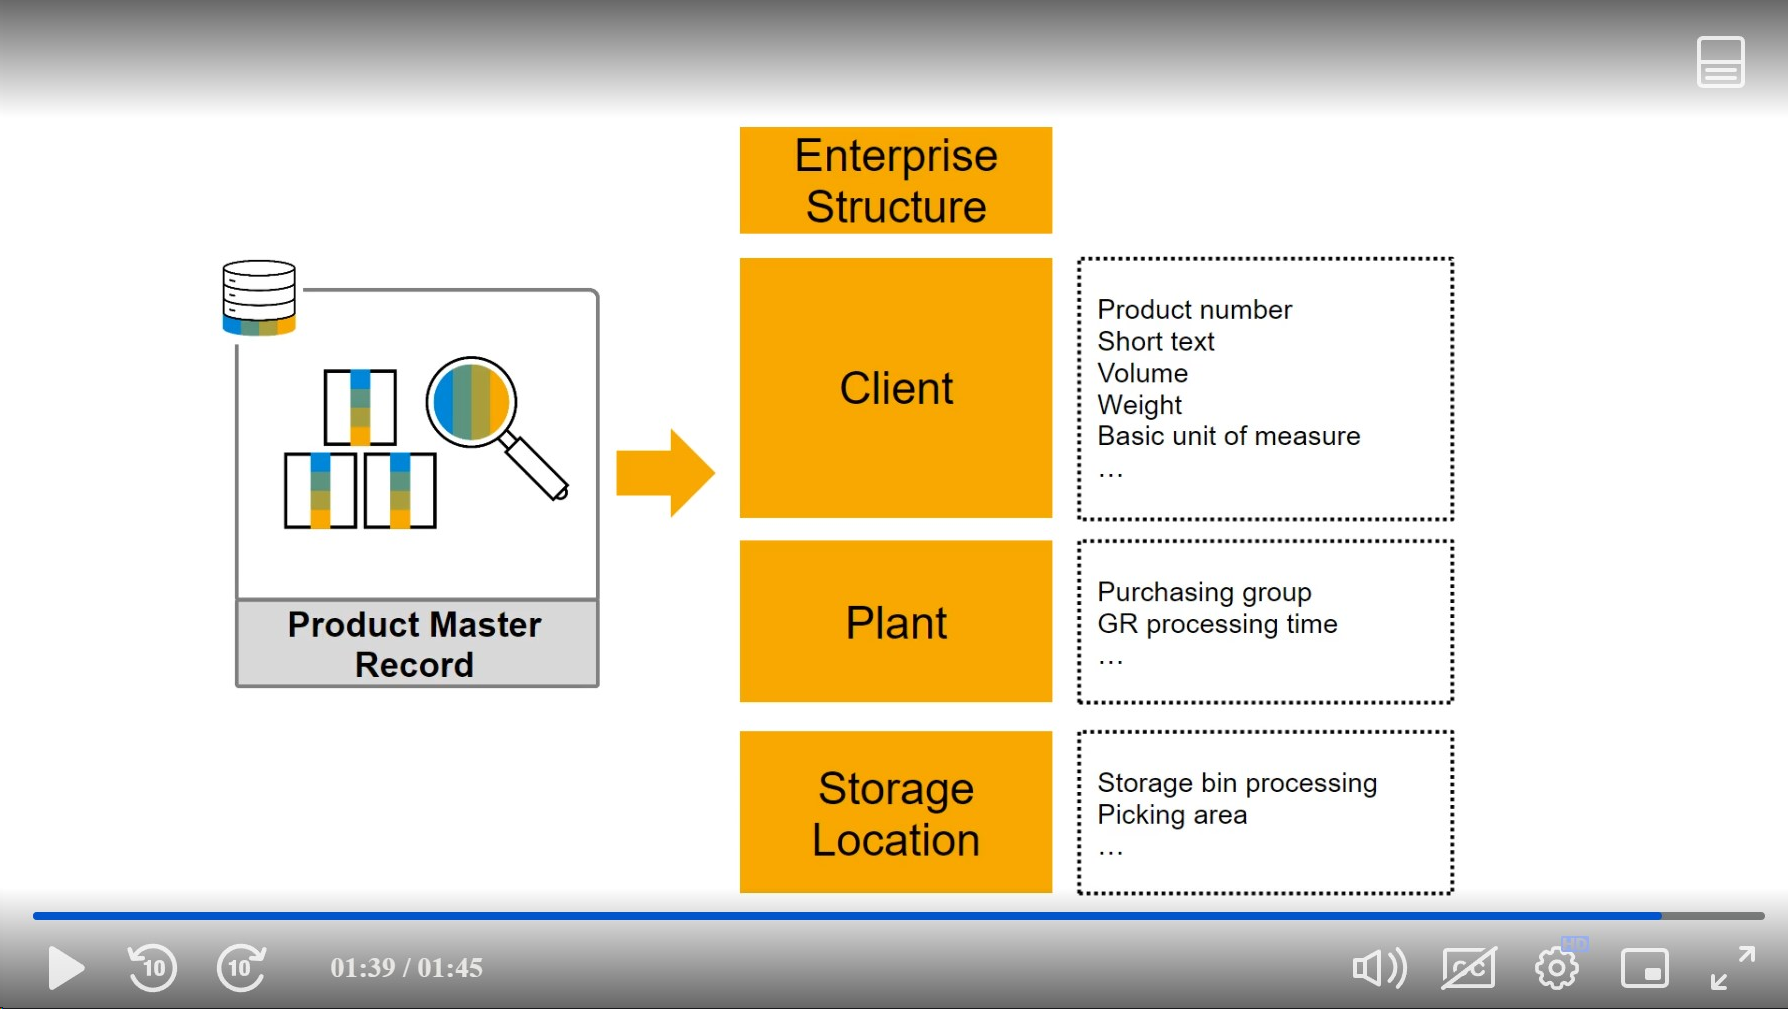 Enterprise
Structure
Product Master
Record
Client
Product number
Short text
Volume
Weight
Basic unit of measure
...
Plant
Purchasing group
GR processing time
...
Storage
Location
Storage bin processing
Picking area
...
10
10
01:39 / 01:45
CC
HD